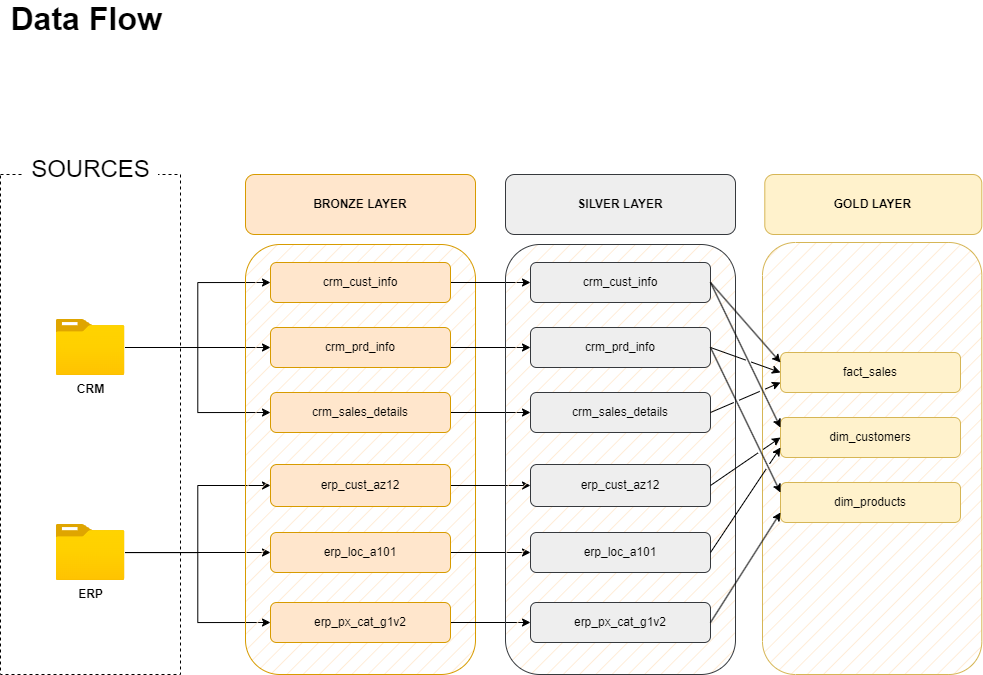 Data Flow
SOURCES
BRONZE LAYER
SILVER LAYER
GOLD LAYER
crm_cust_info
crm_cust_info
crm_prd_info
crm_prd_info
fact_sales
CRM
crm_sales_details
crm_sales_details
dim_customers
erp_cust_az12
erp_cust_az12
dim_products
erp_loc_a101
erp_loc_a101
ERP
erp_px_cat_g1v2
erp_px_cat_g1v2